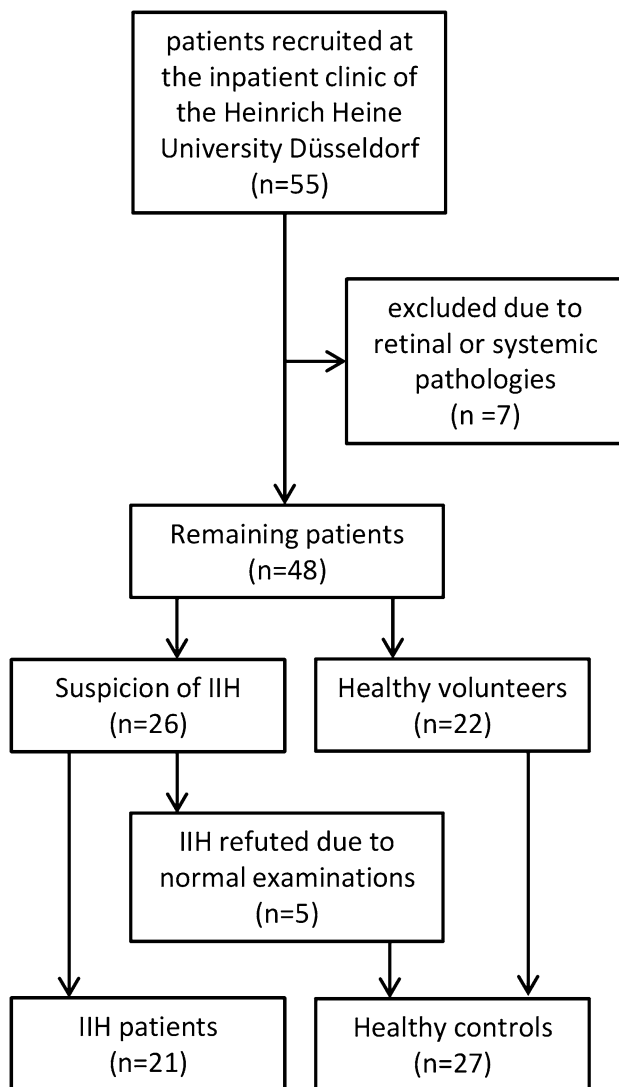 patients recruited at
the inpatient clinic of
the Heinrich Heine
University Düsseldorf
(n=55)
excluded due to
retinal or systemic
pathologies
(n =7)
Remaining patients
(n=48)
Suspicion of IIH
(n=26)
Healthy volunteers
(n=22)
IIH refuted due to
normal examinations
(n=5)
IIH patients
(n=21)
Healthy controls
(n=27)